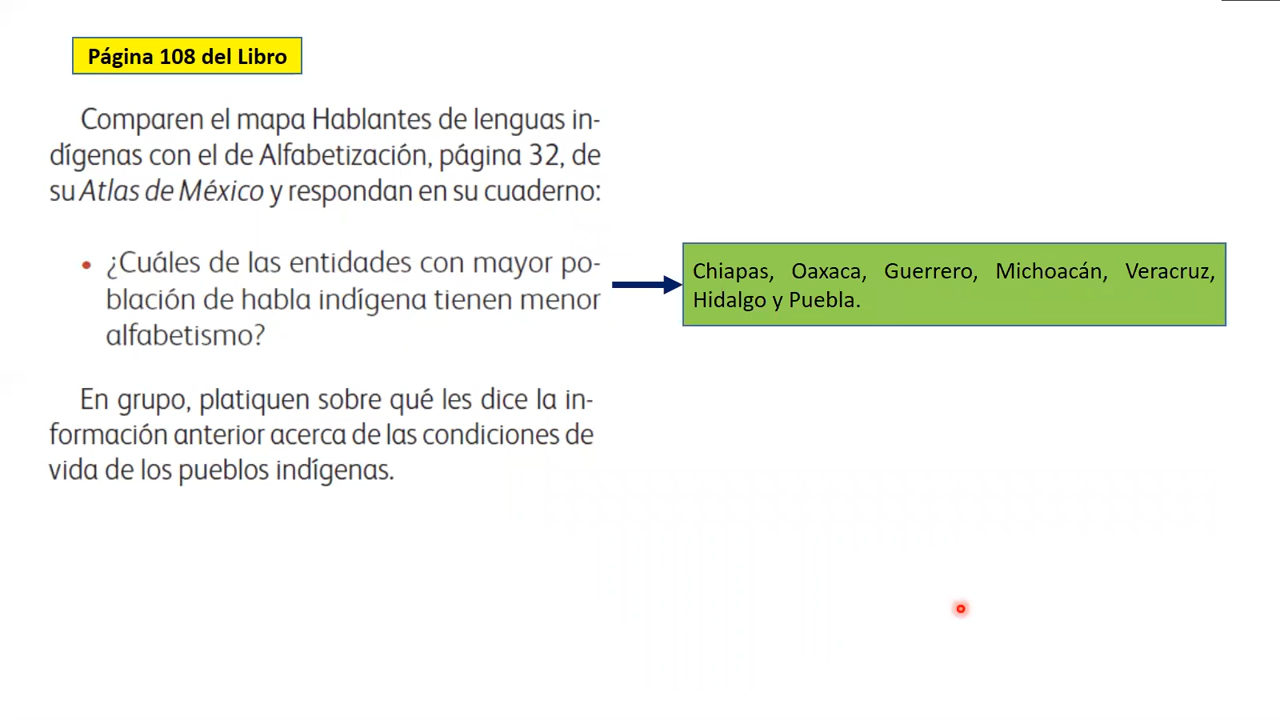 Página 108 del Libro
Comparen el mapa Hablantes de lenguas in-
dígenas con el de Alfabetización, página 32, de
su Atlas de México y respondan en su cuaderno:
• ¿Cuáles de las entidades con mayor po-
blación de habla indígena tienen menor
alfabetismo?
Chiapas, Oaxaca, Guerrero, Michoacán, Veracruz,
Hidalgo y Puebla.
En grupo, platiquen sobre qué les dice la in-
formación anterior acerca de las condiciones de
vida de los pueblos indígenas.